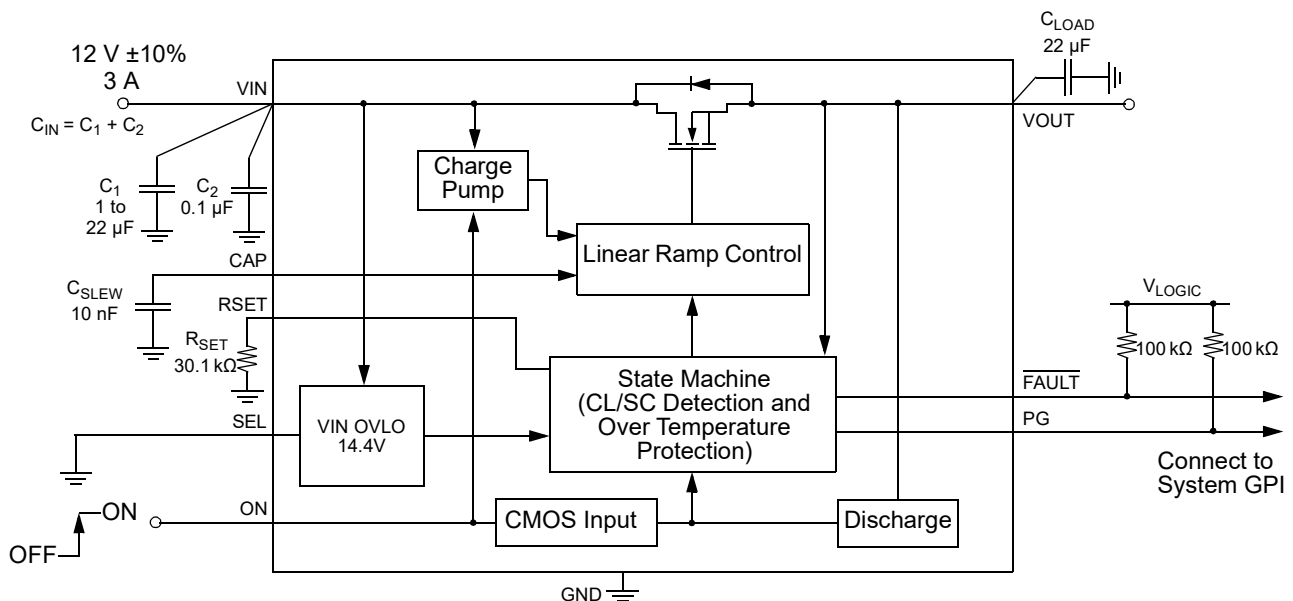 12 V ±10%
3 A
VIN
C_IN = C_1 + C_2
C_1
1 to
22 µF
C_2
0.1 µF
C_LOAD
22 µF
VOUT
Charge
Pump
Linear Ramp Control
CAP
C_SLEW
10 nF
RSET
R_SET
30.1 kΩ
V_LOGIC
100 kΩ
100 kΩ
State Machine
(CL/SC Detection and
Over Temperature
Protection)
FAULT
PG
SEL
VIN OVLO
14.4V
Connect to
System GPI
ON
ON
OFF
CMOS Input
Discharge
GND